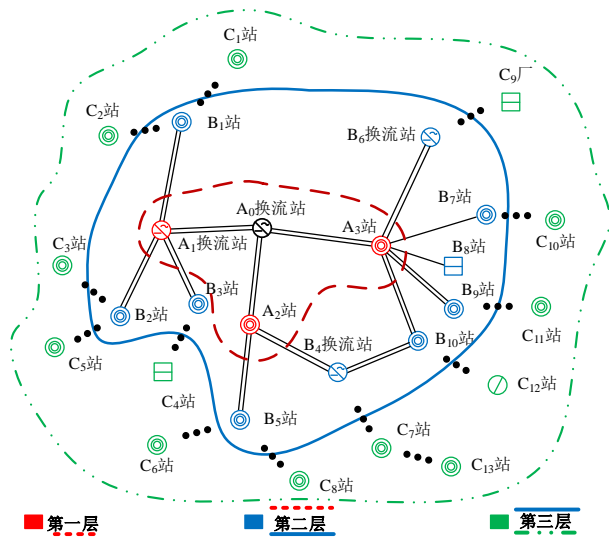 C₁站
C₉厂
C₂站
B₁站
B₆换流站
A₀换流站
A₃站
B₇站
A₁换流站
B₈站
C₁₀站
C₃站
B₃站
B₉站
B₂站
A₂站
C₁₁站
B₄换流站
B₁₀站
C₅站
C₄站
C₁₂站
B₅站
C₇站
C₆站
C₈站
C₁₃站
第一层
第二层
第三层